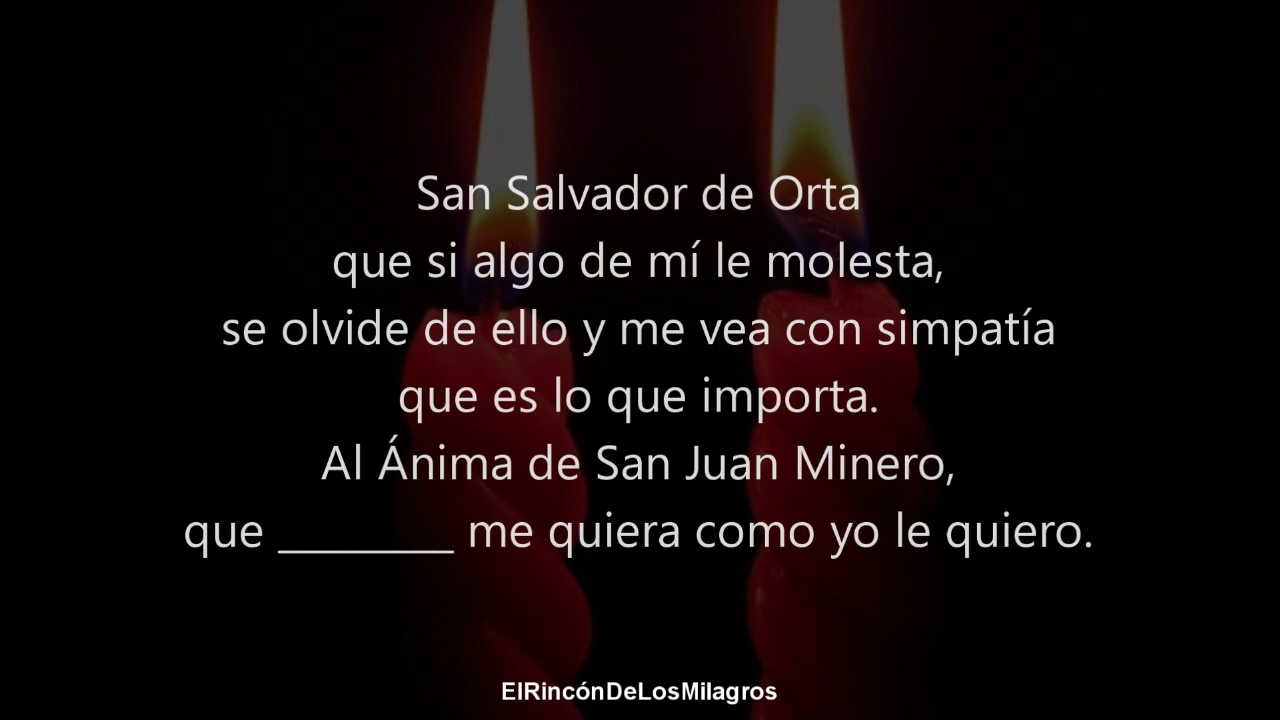 San Salvador de Orta
que si algo de mí le molesta,
se olvide de ello y me vea con simpatía
que es lo que importa.
Al Ánima de San Juan Minero,
que _________ me quiera como yo le quiero.
ElRincónDeLosMilagros